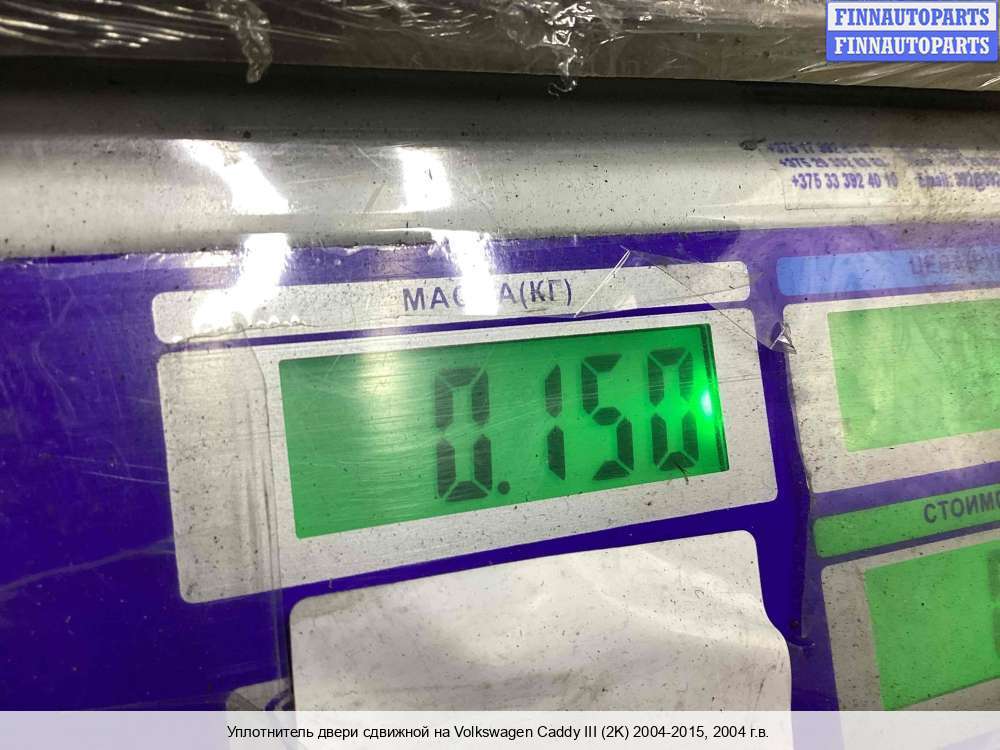 FINNAUTOPARTS
FINNAUTOPARTS
+375 33 392 40 10
МАССА(КГ)
0.150
Уплотнитель двери сдвижной на Volkswagen Caddy III (2K) 2004-2015, 2004 г.в.